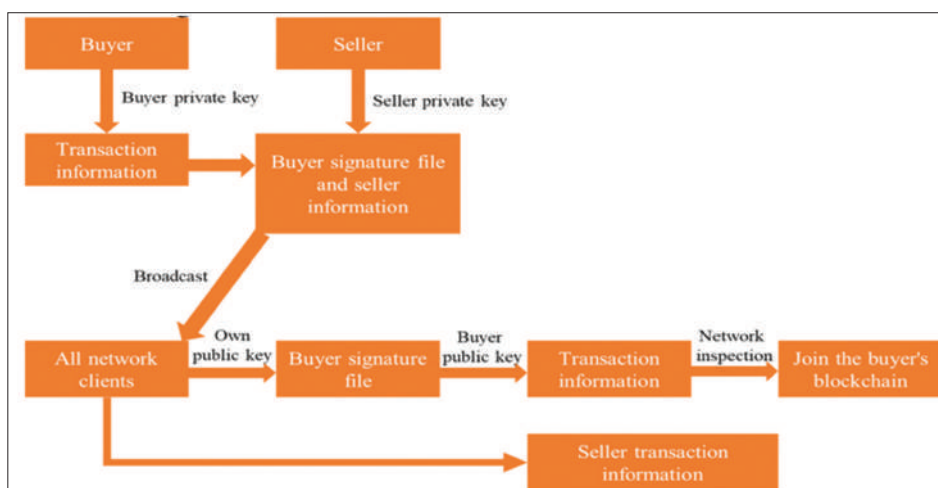 Buyer
Seller
Buyer private key
Seller private key
Transaction
information
Buyer signature file
and seller
information
Broadcast
All network
clients
Own
public key
Buyer signature
file
Buyer
public key
Transaction
information
Network
inspection
Join the buyer's
blockchain
Seller transaction
information